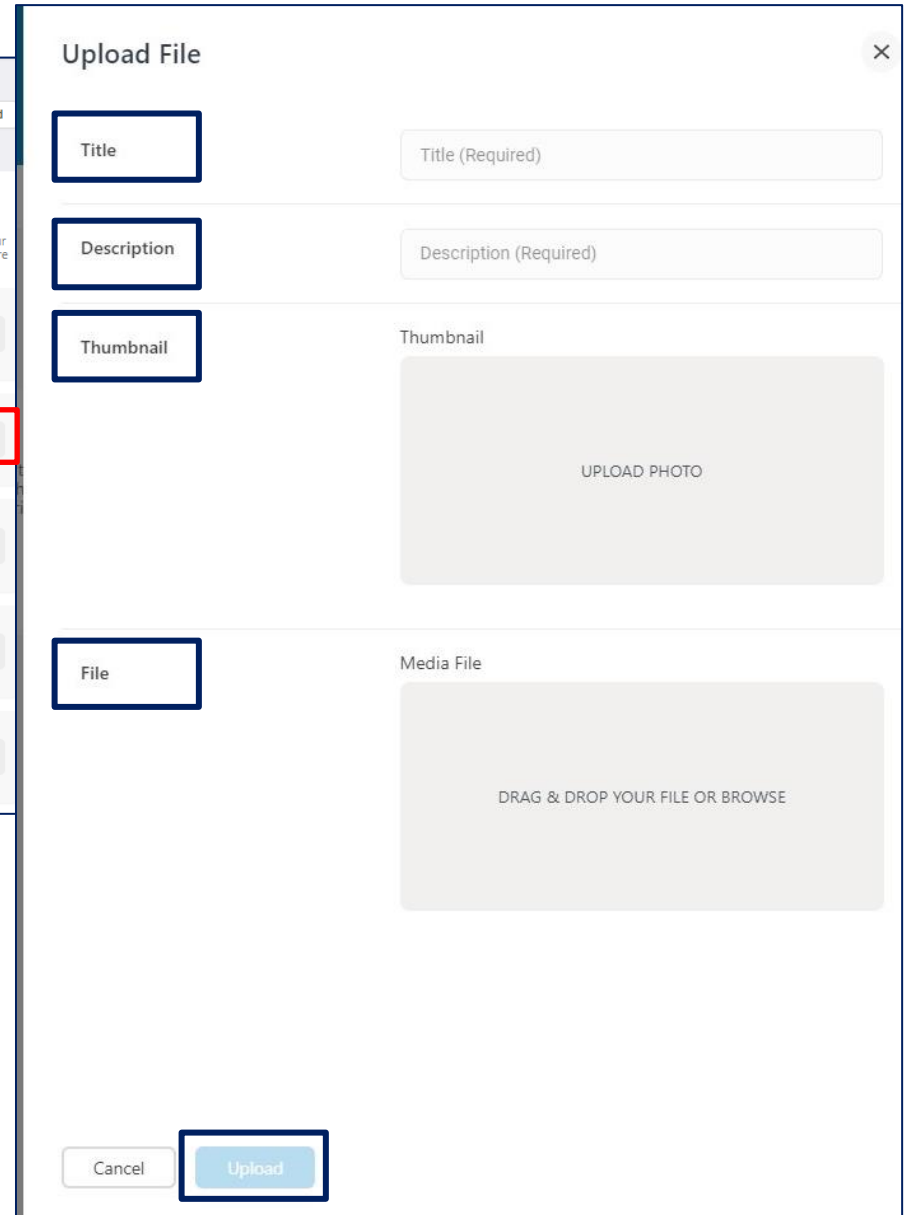 Upload File
Title
Title (Required)
Description
Description (Required)
Thumbnail
Thumbnail
UPLOAD PHOTO
File
Media File
DRAG & DROP YOUR FILE OR BROWSE
Cancel
Upload